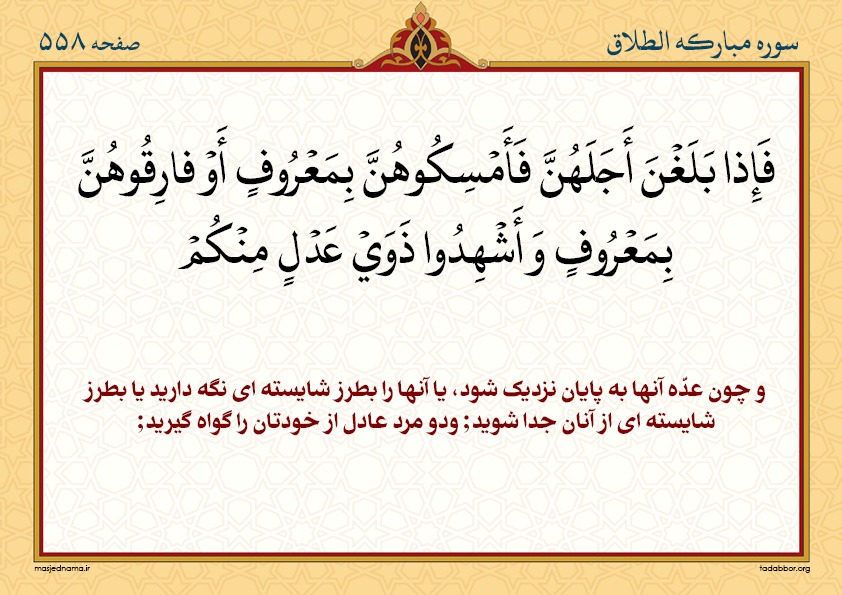 سوره مبارکه الطلاق
صفحه ۵۵۸
فَإِذا بَلَغْنَ أَجَلَهُنَّ فَأَمْسِكُوهُنَّ بِمَعْرُوفٍ أَوْ فارِقُوهُنَّ
بِمَعْرُوفٍ وَ أَشْهِدُوا ذَوَيْ عَدْلٍ مِنْكُمْ
و چون عدّه آنها به پایان نزدیک شود، یا آنها را بطرز شایسته ای نگه دارید یا بطرز
شایسته ای از آنان جدا شوید; ودو مرد عادل از خودتان را گواه گیرید;
masjednama.ir
tadabbor.org